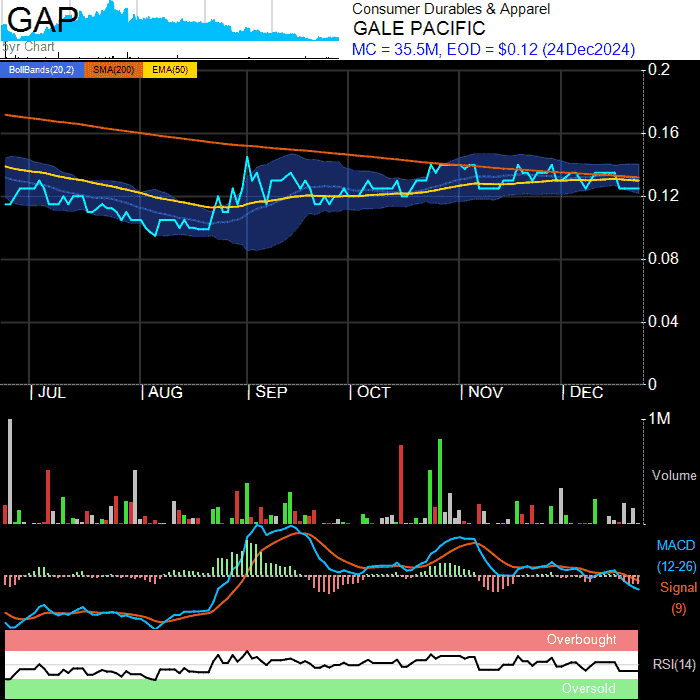 GAP
5yr Chart
Consumer Durables & Apparel
GALE PACIFIC
MC = 35.5M, EOD = $0.12 (24Dec2024)
BollBands(20,2) SMA(200) EMA(50)
0.2
0.16
0.12
0.08
0.04
0
JUL AUG SEP OCT NOV DEC
1M
Volume
MACD
(12-26)
Signal
(9)
Overbought
RSI(14)
Oversold